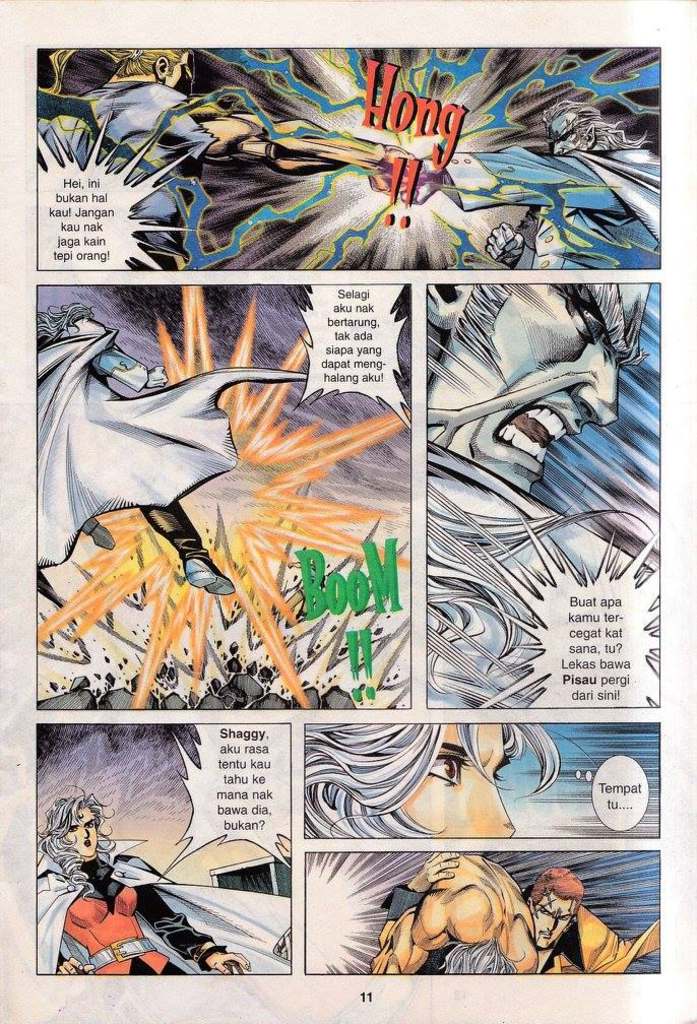 Hong
!!
Hei, ini
bukan hal
kau! Jangan
kau nak
jaga kain
tepi orang!
Selagi
aku nak
bertarung,
tak ada
siapa yang
dapat meng-
halang aku!
BooM
!!
Buat apa
kamu ter-
cegat kat
sana, tu?
Lekas bawa
Pisau pergi
dari sini!
Shaggy,
aku rasa
tentu kau
tahu ke
mana nak
bawa dia,
bukan?
Tempat
tu....
11